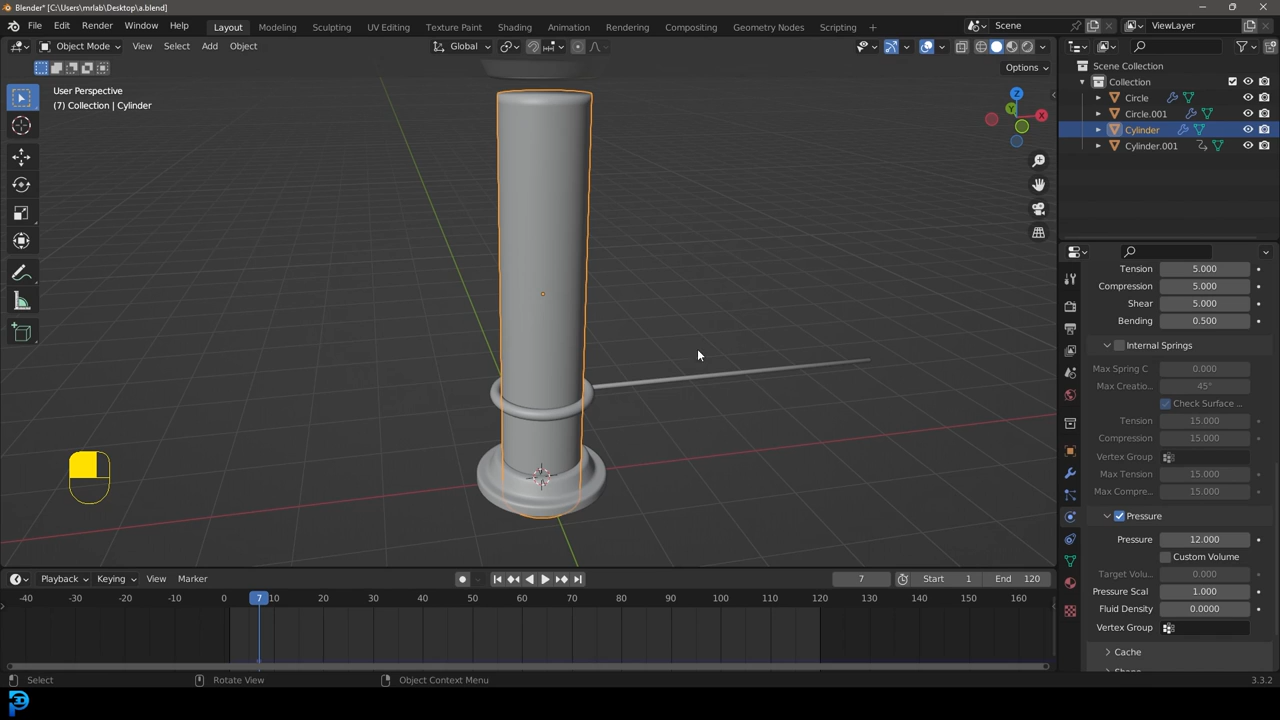 Blender* [C:\Users\mrlab\Desktop\a.blend]
File Edit Render Window Help Layout Modeling Sculpting UV Editing Texture Paint Shading Animation Rendering Compositing Geometry Nodes Scripting + Scene ViewLayer
Object Mode View Select Add Object Global
Options
User Perspective
(7) Collection | Cylinder
Z
Y
X
Scene Collection
Collection
Circle
Circle.001
Cylinder
Cylinder.001
Tension 5.000
Compression 5.000
Shear 5.000
Bending 0.500
Internal Springs
Max Spring C 0.000
Max Creatio... 45°
Check Surface ...
Tension 15.000
Compression 15.000
Vertex Group
Max Tension 15.000
Max Compre... 15.000
Pressure
Pressure 12.000
Custom Volume
Target Volu... 0.000
Pressure Scal 1.000
Fluid Density 0.0000
Vertex Group
Cache
Playback Keying View Marker 7 Start 1 End 120
-40 -30 -20 -10 0 7 10 20 30 40 50 60 70 80 90 100 110 120 130 140 150 160
Select Rotate View Object Context Menu 3.3.2